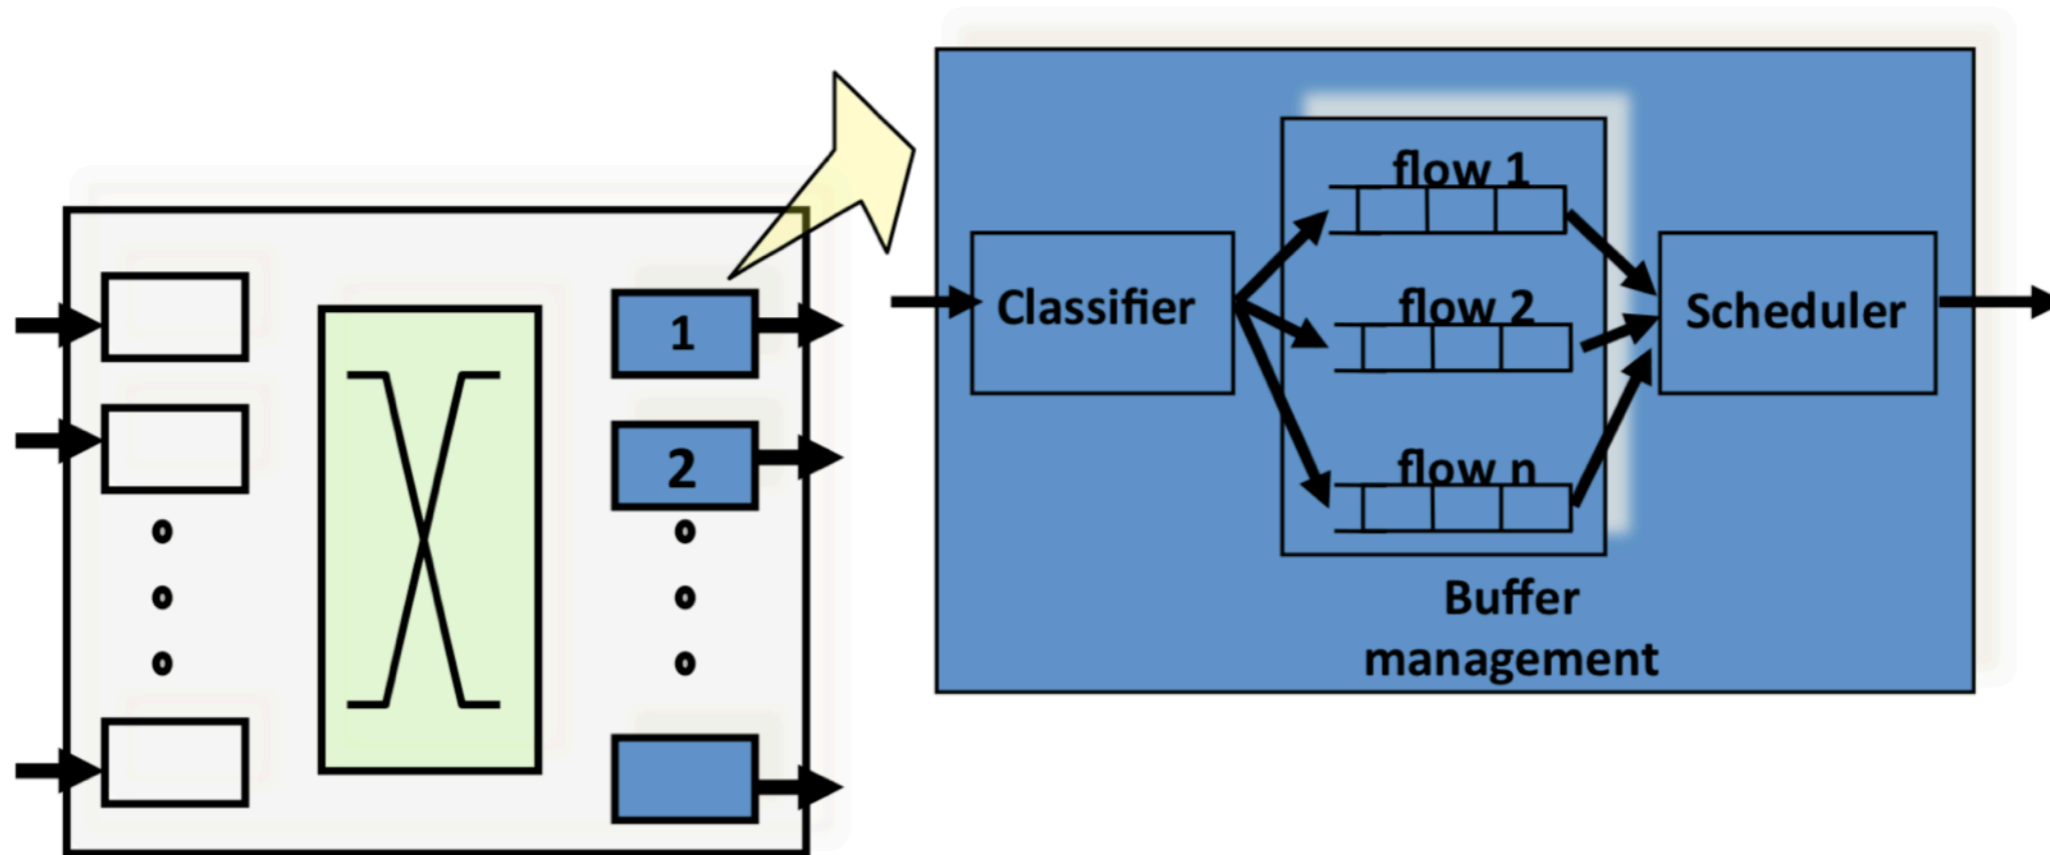 1
2
Classifier
flow 1
flow 2
flow n
Scheduler
Buffer
management